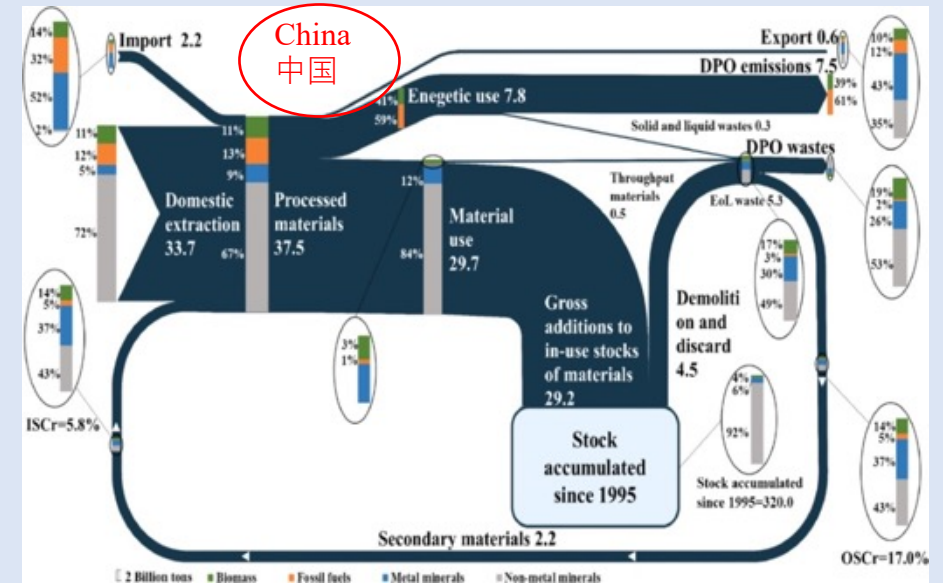 China
中国
14%
32%
52%
2%
Import 2.2
Export 0.6
10%
12%
43%
35%
DPO emissions 7.5
39%
61%
41%
59%
Enegetic use 7.8
Solid and liquid wastes 0.3
DPO wastes
11%
12%
5%
72%
Domestic
extraction
33.7
11%
13%
9%
67%
Processed
materials
37.5
12%
84%
Material
use
29.7
Throughput
materials
0.5
EoL waste 5.3
19%
2%
26%
53%
17%
3%
30%
49%
14%
5%
37%
43%
ISCr=5.8%
3%
1%
Gross
additions to
in-use stocks
of materials
29.2
Demoliti
on and
discard
4.5
4%
6%
92%
Stock accumulated
since 1995=320.0
Stock
accumulated
since 1995
14%
5%
37%
43%
OSCr=17.0%
Secondary materials 2.2
2 Billion tons
Biomass
Fossil fuels
Metal minerals
Non-metal minerals